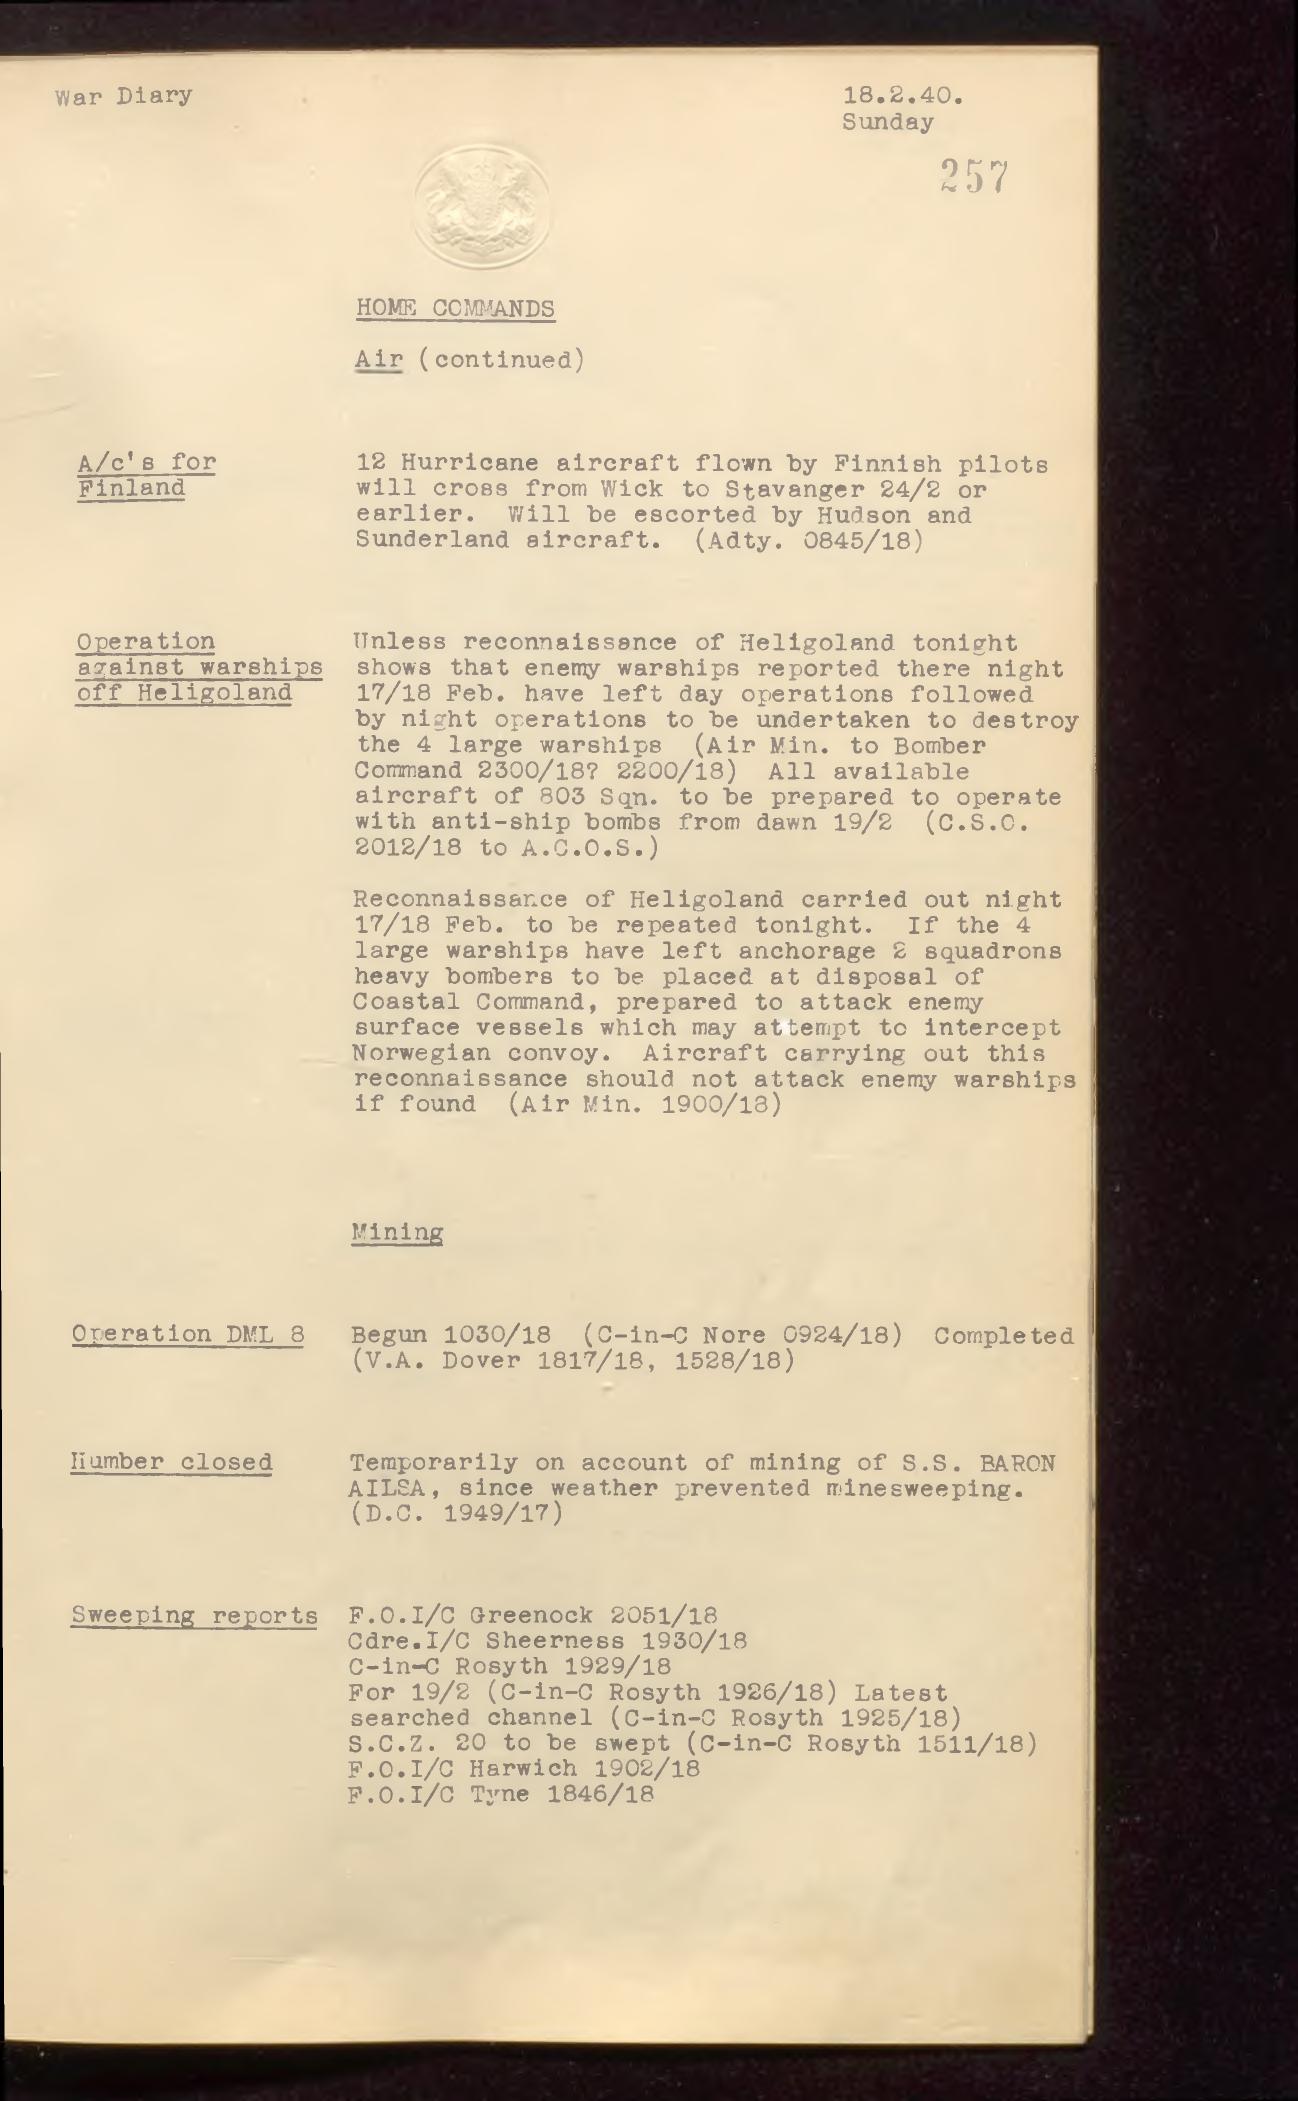 War Diary
18.2.40.
Sunday
257
HOME COMMANDS
Air (continued)
A/c's for
Finland
12 Hurricane aircraft flown by Finnish pilots
will cross from Wick to Stavanger 24/2 or
earlier. Will be escorted by Hudson and
Sunderland aircraft. (Adty. 0845/18)
Operation
against warships
off Heligoland
Unless reconnaissance of Heligoland tonight
shows that enemy warships reported there night
17/18 Feb. have left day operations followed
by night operations to be undertaken to destroy
the 4 large warships (Air Min. to Bomber
Command 2300/18? 2200/18) All available
aircraft of 803 Sqn. to be prepared to operate
with anti-ship bombs from dawn 19/2 (C.S.O.
2012/18 to A.C.O.S.)
Reconnaissance of Heligoland carried out night
17/18 Feb. to be repeated tonight. If the 4
large warships have left anchorage 2 squadrons
heavy bombers to be placed at disposal of
Coastal Command, prepared to attack enemy
surface vessels which may attempt to intercept
Norwegian convoy. Aircraft carrying out this
reconnaissance should not attack enemy warships
if found (Air Min. 1900/18)
Mining
Operation DML 8
Begun 1030/18 (C-in-C Nore 0924/18) Completed
(V.A. Dover 1817/18, 1528/18)
Humber closed
Temporarily on account of mining of S.S. BARON
AILSA, since weather prevented minesweeping.
(D.C. 1949/17)
Sweeping reports
F.O.I/C Greenock 2051/18
Cdre.I/C Sheerness 1930/18
C-in-C Rosyth 1929/18
For 19/2 (C-in-C Rosyth 1926/18) Latest
searched channel (C-in-C Rosyth 1925/18)
S.C.Z. 20 to be swept (C-in-C Rosyth 1511/18)
F.O.I/C Harwich 1902/18
F.O.I/C Tyne 1846/18